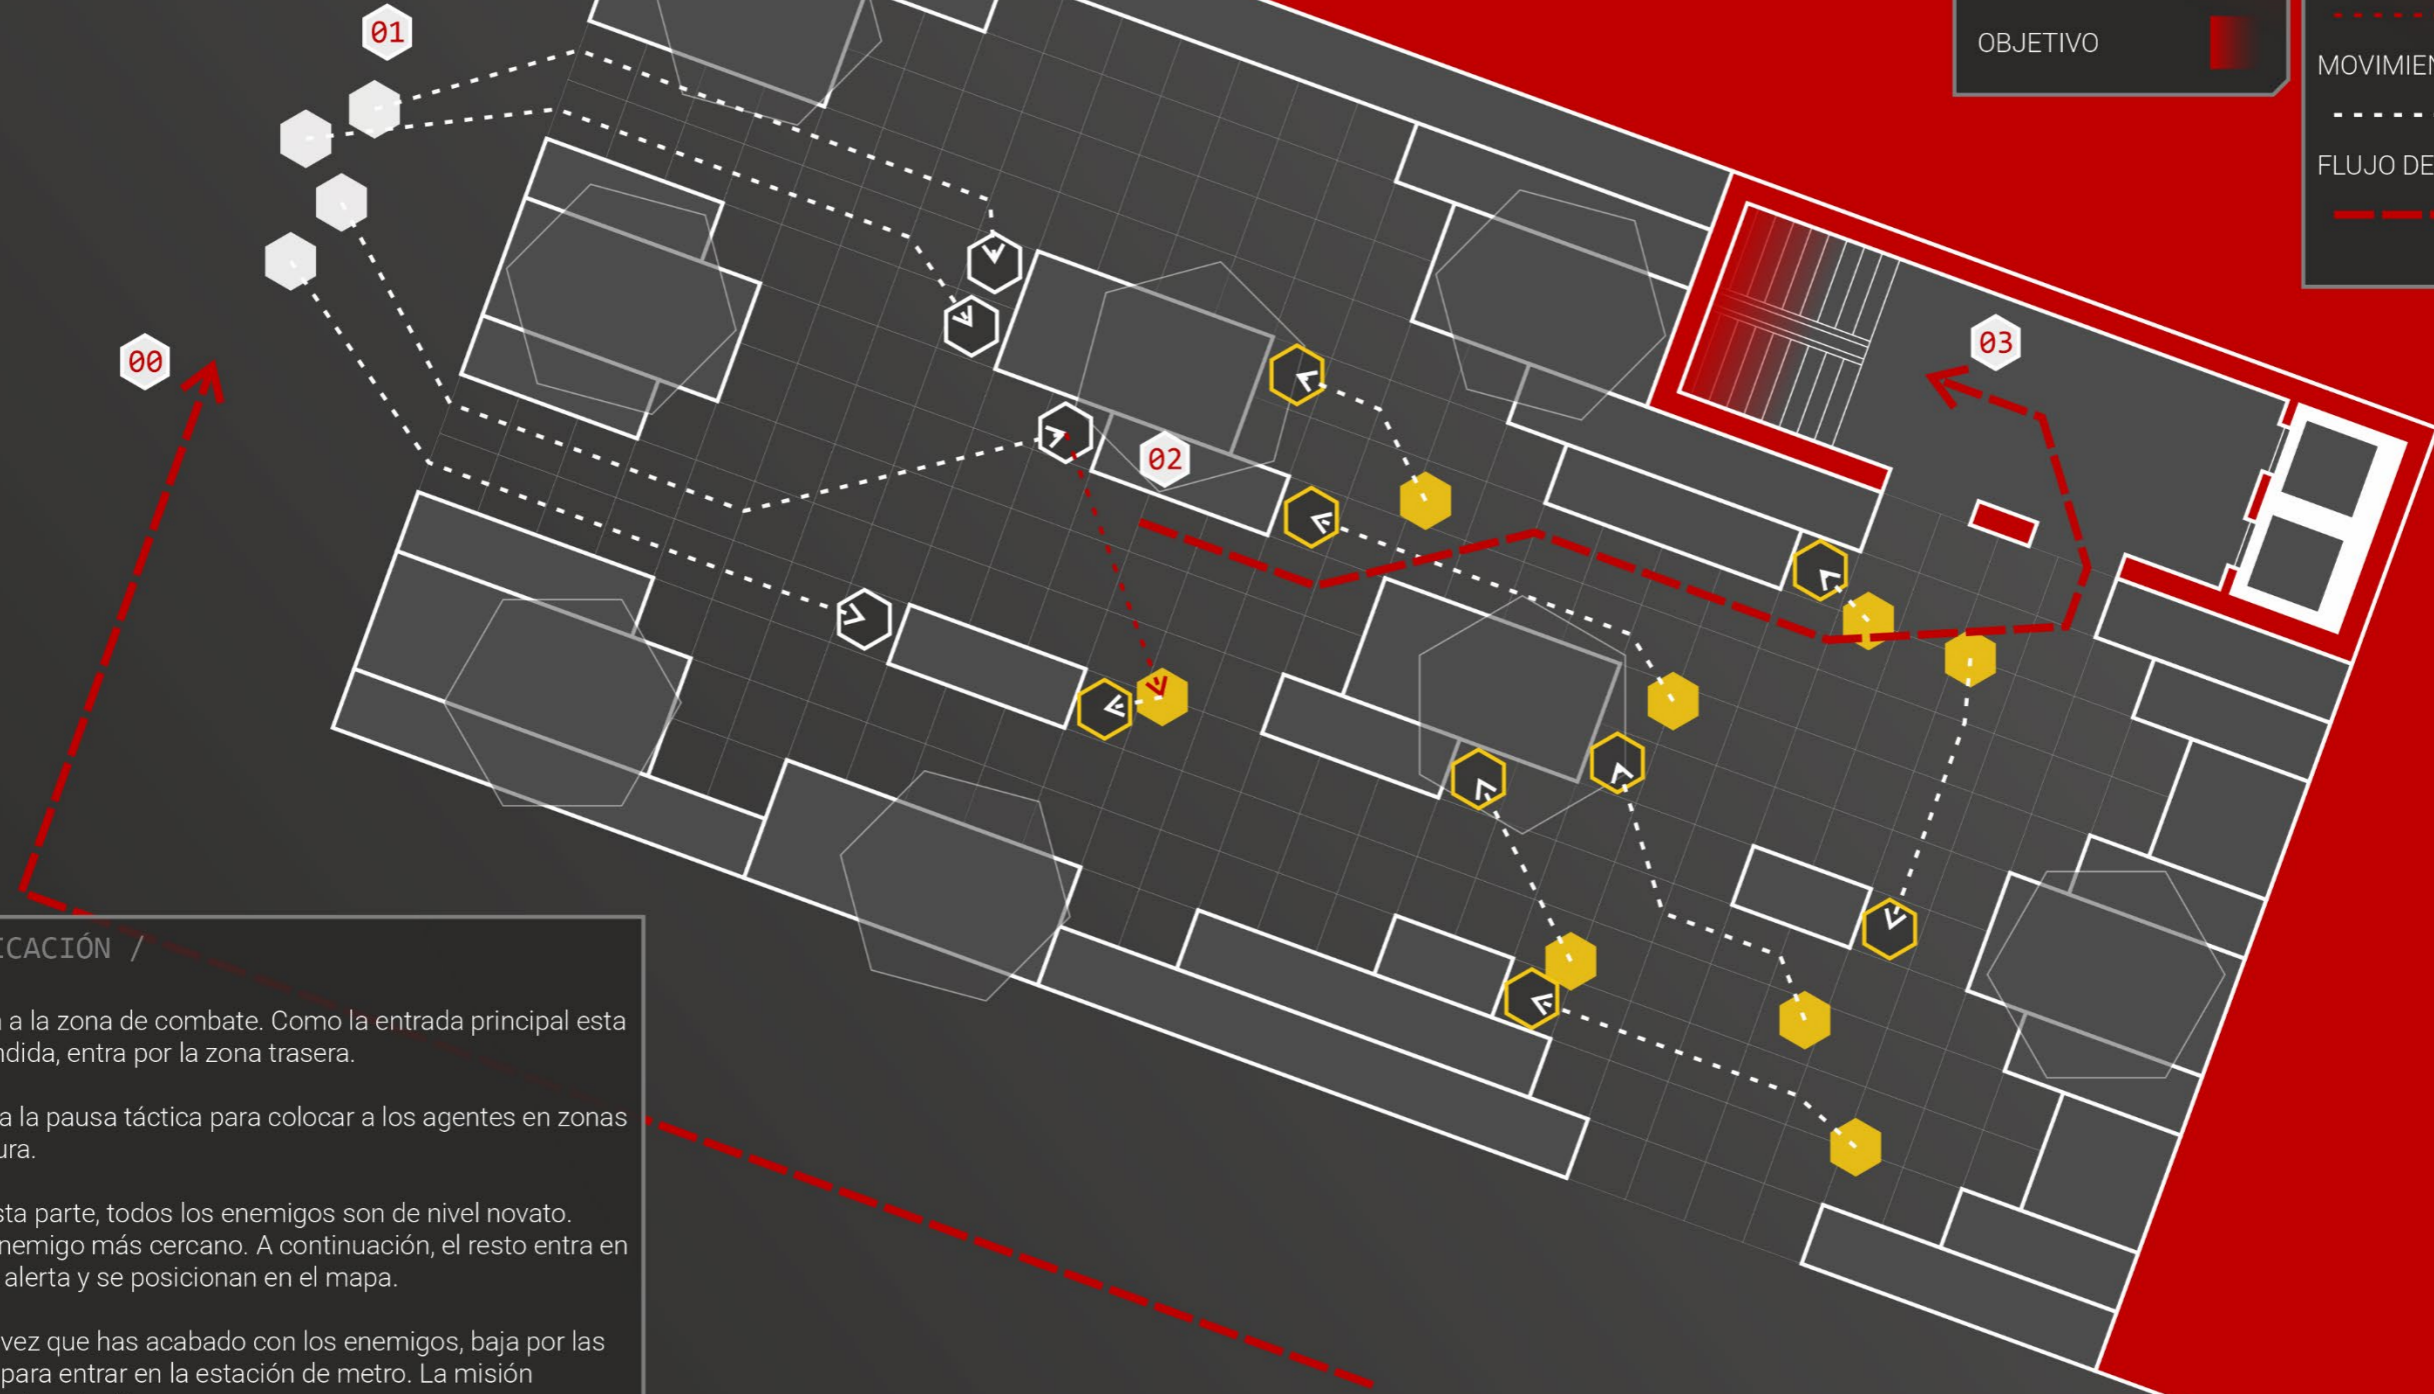 01
OBJETIVO
MOVIMIEN
FLUJO DE
03
00
02
ICACIÓN /
a la zona de combate. Como la entrada principal esta
ndida, entra por la zona trasera.
a la pausa táctica para colocar a los agentes en zonas
ura.
sta parte, todos los enemigos son de nivel novato.
nemigo más cercano. A continuación, el resto entra en
alerta y se posicionan en el mapa.
vez que has acabado con los enemigos, baja por las
para entrar en la estación de metro. La misión